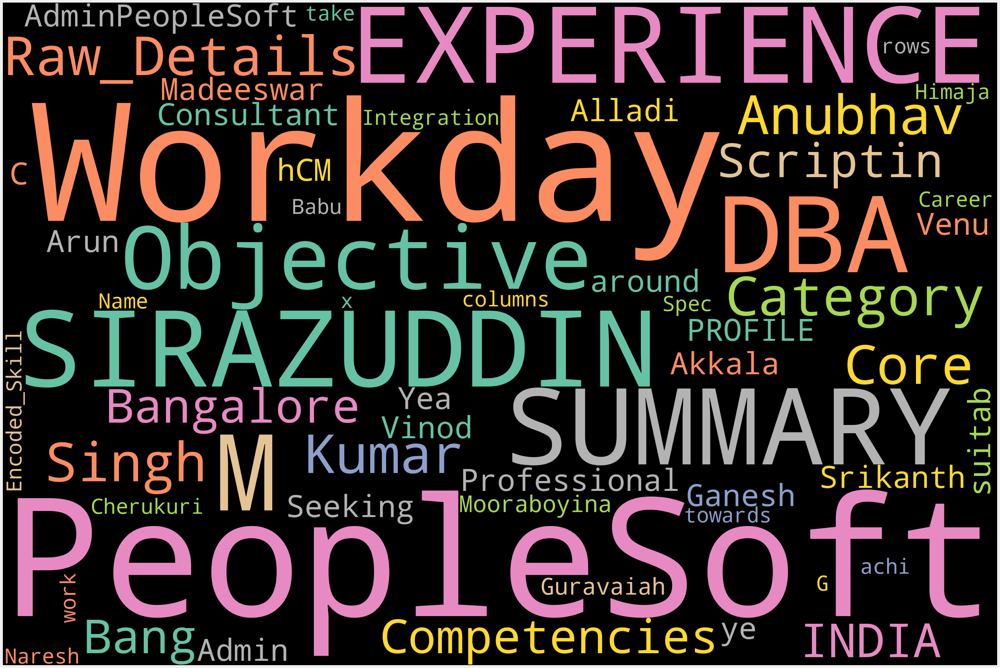 AdminPeopleSoft take EXPERIENCE
rows
Raw_Details
Madeeswar
Himaja
Consultant Integration Alladi Anubhav
Workday
Scriptin
C hCM
Babu
Career
DBA
Venu
Arun Objective
around
Category
Name x columns Spec
PROFILE
SIRAZUDDIN
Akkala Core
Encoded_Skill
Bangalore Yea
SUMMARY
suitab
Vinod
Singh M Kumar
Professional Srikanth
Ganesh
Cherukuri Seeking Mooraboyina
towards
PeopleSoft
achi
Guravaiah G
work
Bang Competencies ye INDIA
Admin
Naresh